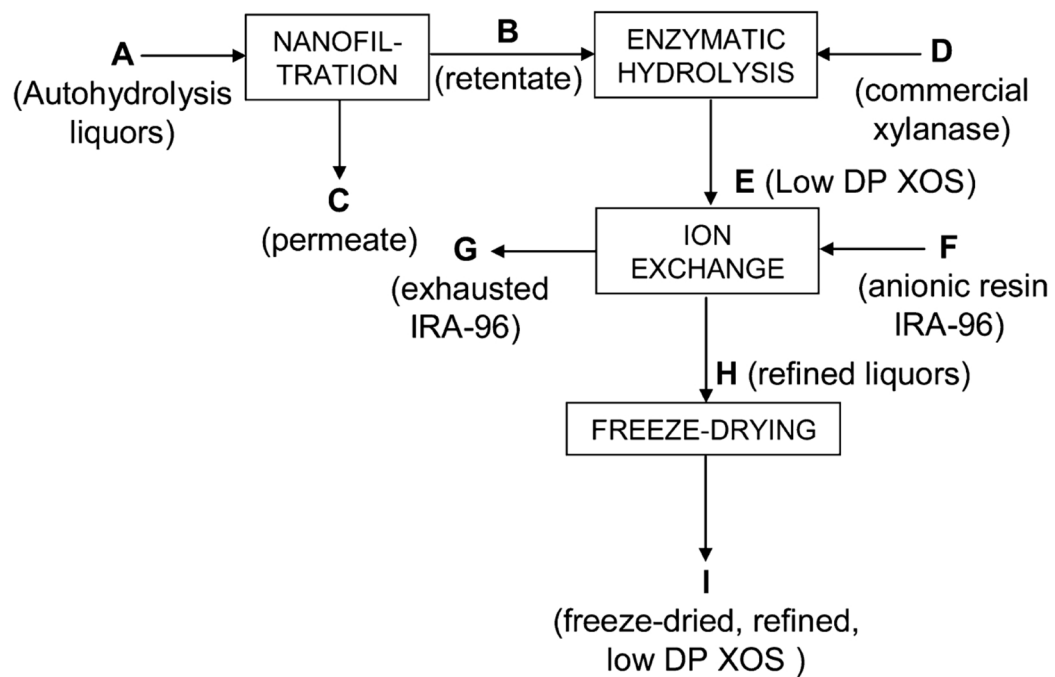 A
(Autohydrolysis
liquors)
NANOFIL-
TRATION
B
(retentate)
ENZYMATIC
HYDROLYSIS
D
(commercial
xylanase)
C
(permeate)
E (Low DP XOS)
G
(exhausted
IRA-96)
ION
EXCHANGE
F
(anionic resin
IRA-96)
H (refined liquors)
FREEZE-DRYING
I
(freeze-dried, refined,
low DP XOS )